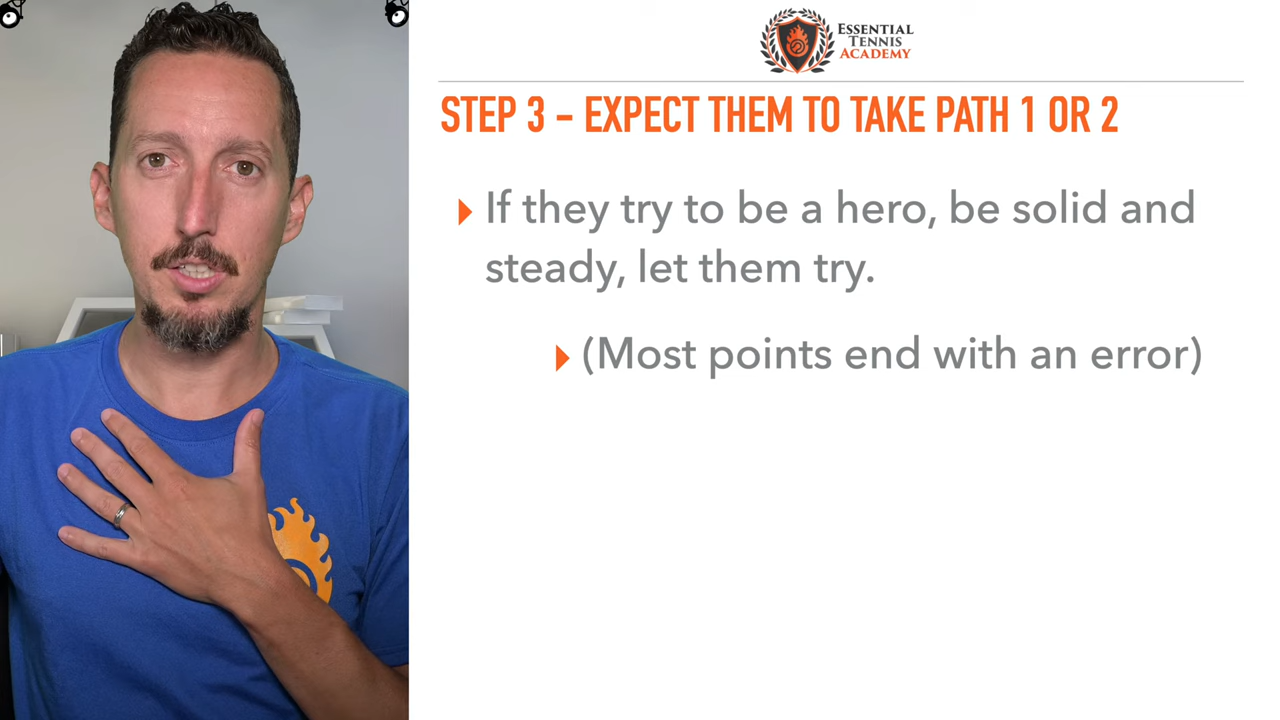 ESSENTIAL
TENNIS
ACADEMY
STEP 3 – EXPECT THEM TO TAKE PATH 1 OR 2
If they try to be a hero, be solid and
steady, let them try.
(Most points end with an error)